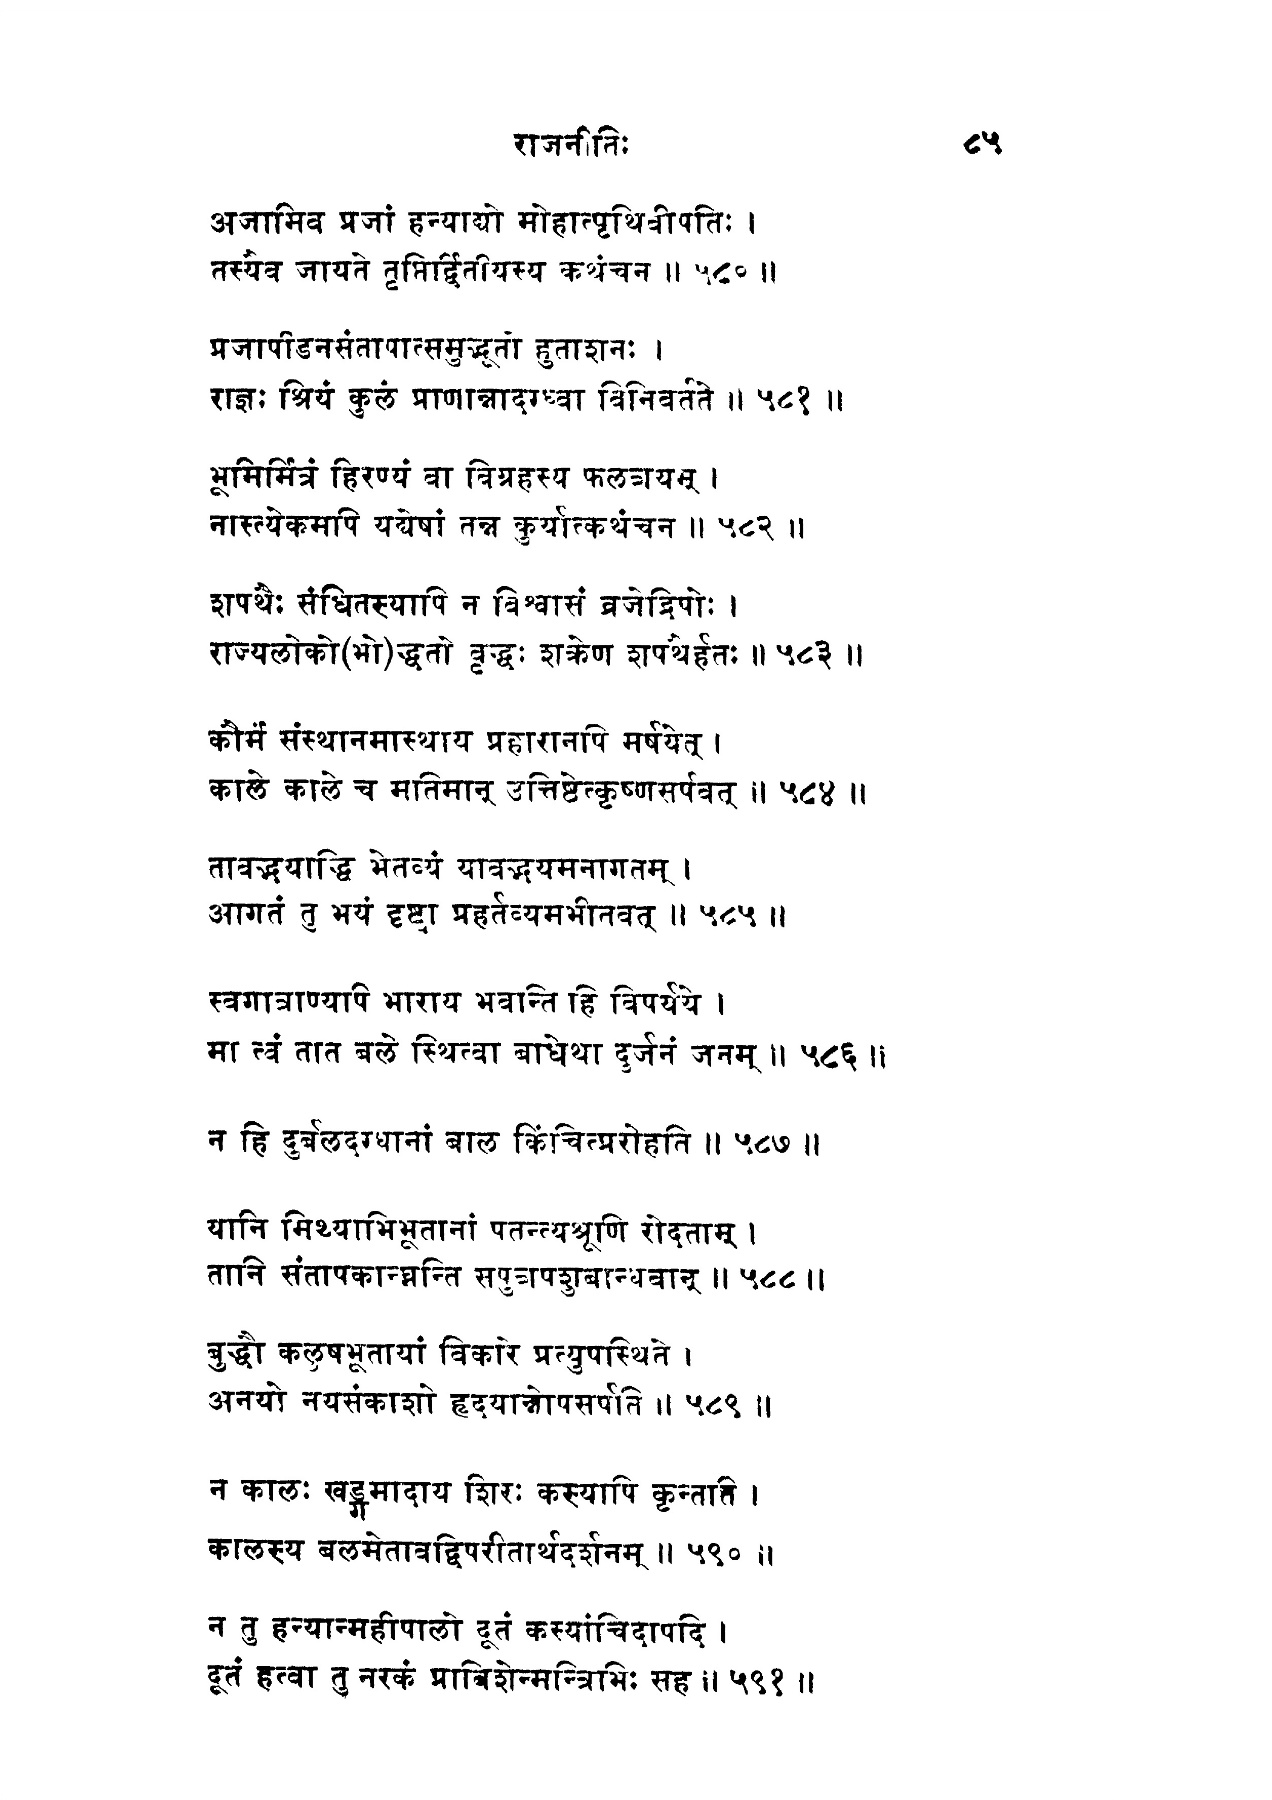 राजनीतिः ८५
अजामिव प्रजां हन्याद्यो मोहात्पृथिवीपतिः ।
तस्यैव जायते तृप्तिर्द्वितीयस्य कथंचन ॥ ५८० ॥
प्रजापीडनसंतापात्समुद्भूतो हुताशनः ।
राज्ञः श्रियं कुलं प्राणान्नादग्ध्वा विनिवर्तते ॥ ५८१ ॥
भूमिर्मित्रं हिरण्यं वा विग्रहस्य फलत्रयम् ।
नास्त्येकमपि यद्येषां तन्न कुर्यात्कथंचन ॥ ५८२ ॥
शपथैः संधितस्यापि न विश्वासं व्रजेद्रिपोः ।
राज्यलोको(भो)द्धतो वृद्धः शक्रेण शपथैर्हतः ॥ ५८३ ॥
कौर्मं संस्थानमास्थाय प्रहारानपि मर्षयेत् ।
काले काले च मतिमान् उत्तिष्ठेत्कृष्णसर्पवत् ॥ ५८४ ॥
तावद्भयाद्धि भेतव्यं यावद्भयमनागतम् ।
आगतं तु भयं दृष्ट्वा प्रहर्तव्यमभीतवत् ॥ ५८५ ॥
स्वगात्राण्यपि भाराय भवन्ति हि विपर्यये ।
मा त्वं तात बले स्थित्वा बाधेथा दुर्जनं जनम् ॥ ५८६ ॥
न हि दुर्बलदग्धानां बाल किंचित्प्ररोहति ॥ ५८७ ॥
यानि मिथ्याभिभूतानां पतन्त्यश्रूणि रोदताम् ।
तानि संतापकान्घ्नन्ति सपुत्रपशुबान्धवान् ॥ ५८८ ॥
बुद्धौ कलुषभूतायां विकारे प्रत्युपस्थिते ।
अनयो नयसंकाशो हृदयान्नोपसर्पति ॥ ५८९ ॥
न कालः खड्गमादाय शिरः कस्यापि कृन्तति ।
कालस्य बलमेतावद्विपरीतार्थदर्शनम् ॥ ५९० ॥
न तु हन्यान्महीपालो दूतं कस्यांचिदापदि ।
दूतं हत्वा तु नरकं प्राविशेन्मन्त्रिभिः सह ॥ ५९१ ॥